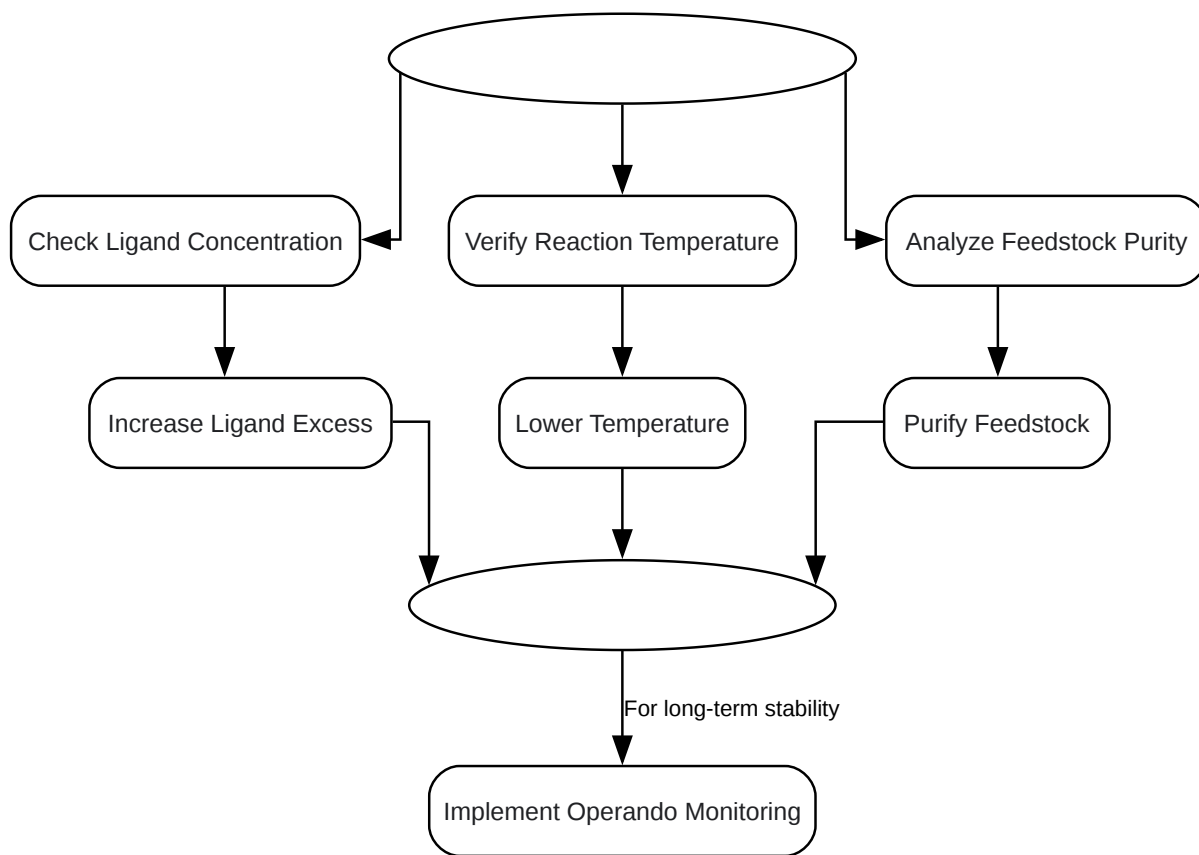 Check Ligand Concentration
Verify Reaction Temperature
Analyze Feedstock Purity
Increase Ligand Excess
Lower Temperature
Purify Feedstock
For long-term stability
Implement Operando Monitoring